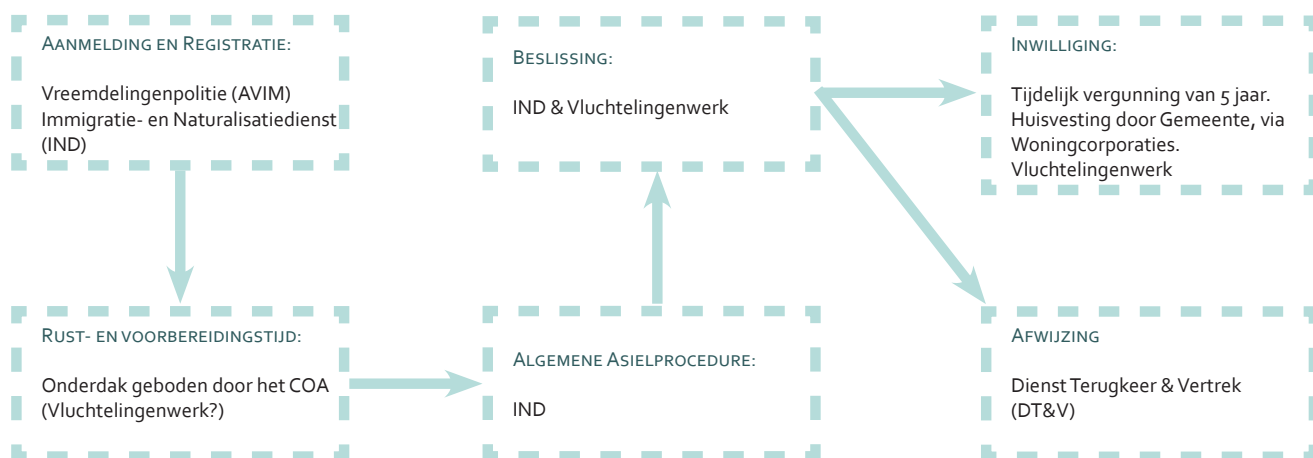 Aanmelding en Registratie:
Vreemdelingenpolitie (AVIM)
Immigratie- en Naturalisatiedienst
(IND)
Rust- en voorbereidingstijd:
Onderdak geboden door het COA
(Vluchtelingenwerk?)
Algemene Asielprocedure:
IND
Beslissing:
IND & Vluchtelingenwerk
Inwilliging:
Tijdelijk vergunning van 5 jaar.
Huisvesting door Gemeente, via
Woningcorporaties.
Vluchtelingenwerk
Afwijzing
Dienst Terugkeer & Vertrek
(DT&V)